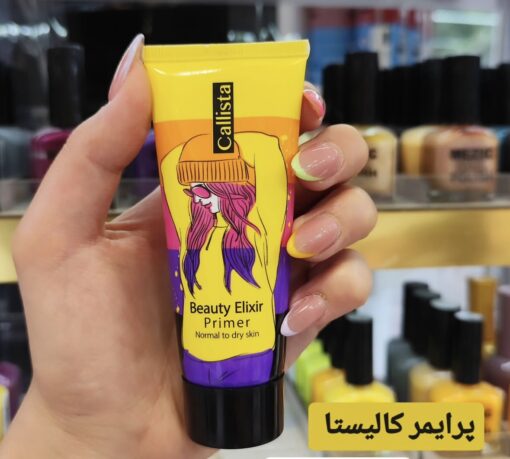 Callista
Beauty Elixir
Primer
Normal to dry skin
پرایمر کالیستا